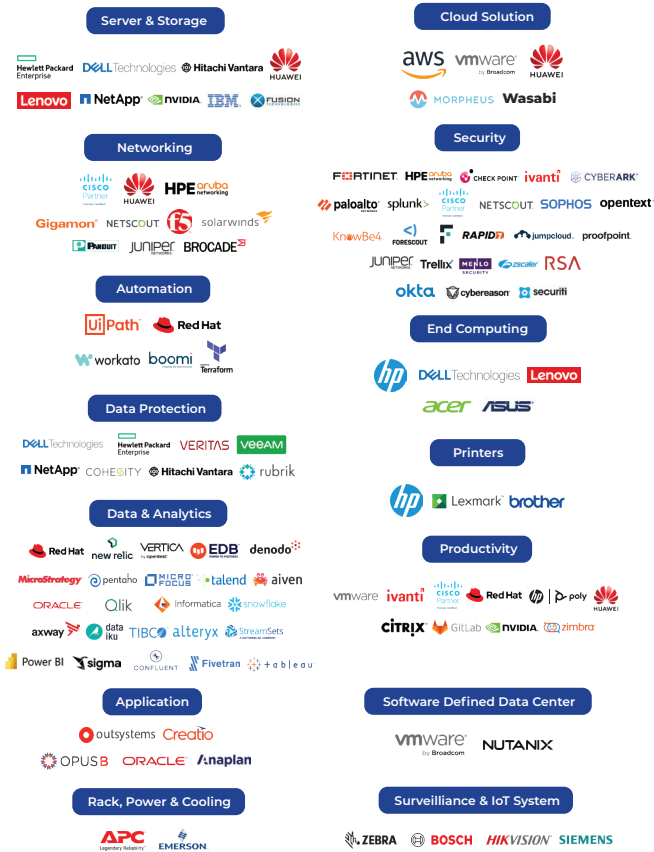 Server & Storage
Hewlett Packard
Enterprise
DELL Technologies
Hitachi Vantara
HUAWEI
Lenovo
NetApp
NVIDIA
IBM
FUSION
TECHNOLOGIES
Networking
CISCO
Partner
HUAWEI
HPE aruba
networking
Gigamon
NETSCOUT
f5
solarwinds
PANDUIT
JUNIPER
NETWORKS
BROCADE
Automation
UiPath
Red Hat
workato
boomi
Terraform
Data Protection
DELL Technologies
Hewlett Packard
Enterprise
VERITAS
veeAM
NetApp
COHESITY
Hitachi Vantara
rubrik
Data & Analytics
Red Hat
new relic
VERTICA
by opentext
EDB
denodo
MicroStrategy
pentaho
MICRO
FOCUS
talend
aiven
ORACLE
Qlik
Informatica
snowflake
axway
data
iku
TIBCO
alteryx
StreamSets
Power BI
sigma
CONFLUENT
Fivetran
+ableau
Application
outsystems
Creatio
OPUS B
ORACLE
Anaplan
Rack, Power & Cooling
APC
Legendary Reliability
EMERSON
Cloud Solution
aws
vmware
by Broadcom
HUAWEI
MORPHEUS
Wasabi
Security
FORTINET
HPE aruba
networking
CHECK POINT
ivanti
CYBERARK
paloalto
NETWORKS
splunk>
CISCO
Partner
NETSCOUT
SOPHOS
opentext
KnowBe4
FORESCOUT
RAPID7
jumpcloud
proofpoint
JUNIPER
NETWORKS
Trellix
MENLO
SECURITY
zscaler
RSA
okta
cybereason
securiti
End Computing
hp
DELL Technologies
Lenovo
acer
ASUS
Printers
hp
Lexmark
brother
Productivity
vmware
ivanti
CISCO
Partner
Red Hat
hp
poly
HUAWEI
CITRIX
GitLab
NVIDIA
zimbra
Software Defined Data Center
vmware
by Broadcom
NUTANIX
Surveilliance & IoT System
ZEBRA
BOSCH
HIKVISION
SIEMENS